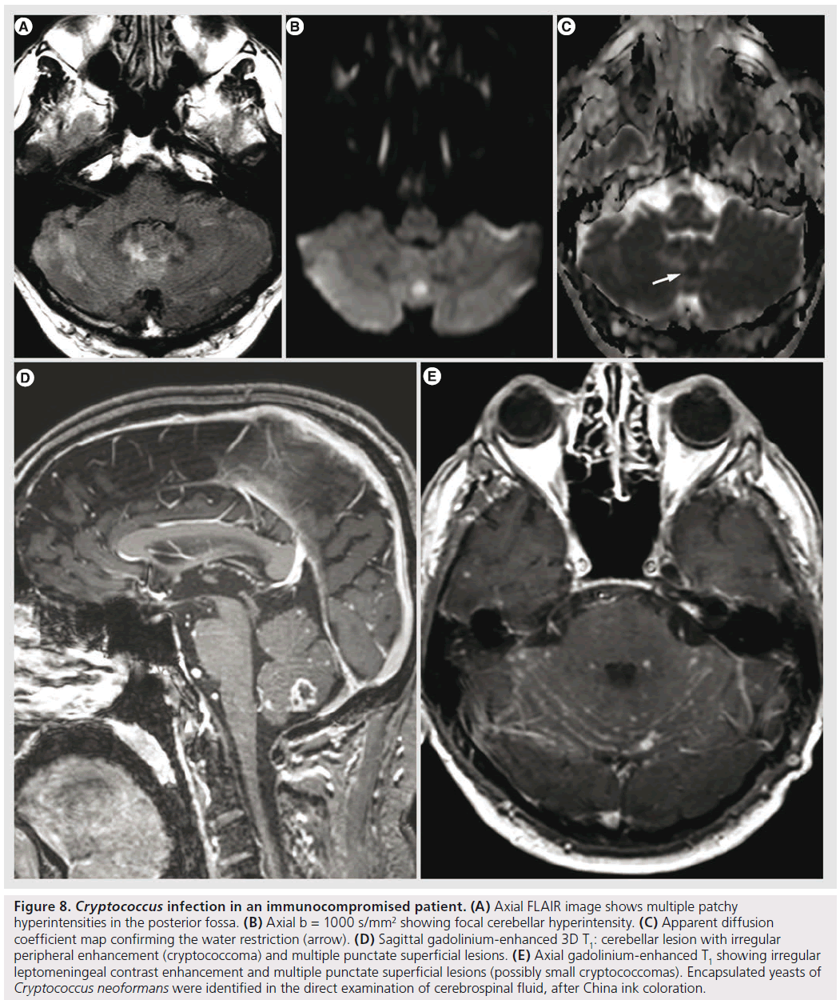 A
B
C
D
E
Figure 8. Cryptococcus infection in an immunocompromised patient. (A) Axial FLAIR image shows multiple patchy
hyperintensities in the posterior fossa. (B) Axial b = 1000 s/mm² showing focal cerebellar hyperintensity. (C) Apparent diffusion
coefficient map confirming the water restriction (arrow). (D) Sagittal gadolinium-enhanced 3D T₁: cerebellar lesion with irregular
peripheral enhancement (cryptococcoma) and multiple punctate superficial lesions. (E) Axial gadolinium-enhanced T₁ showing irregular
leptomeningeal contrast enhancement and multiple punctate superficial lesions (possibly small cryptococcomas). Encapsulated yeasts of
Cryptococcus neoformans were identified in the direct examination of cerebrospinal fluid, after China ink coloration.